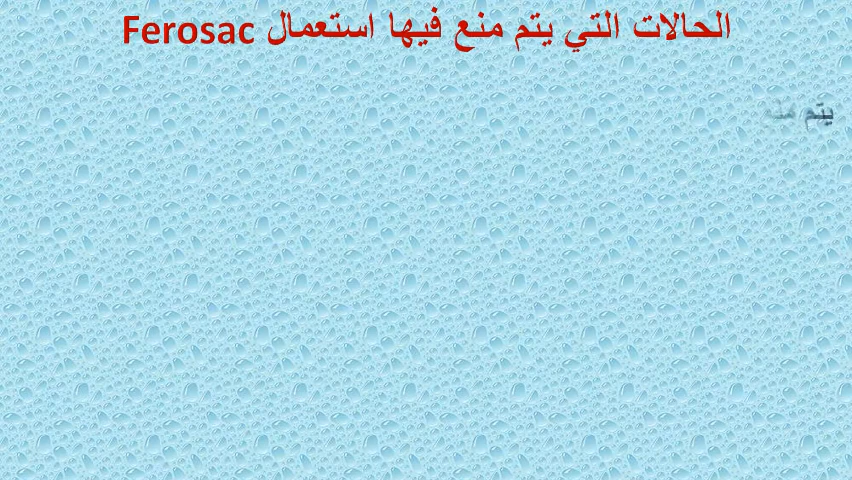 الحالات التي يتم منع فيها استعمال Ferosac
يتم